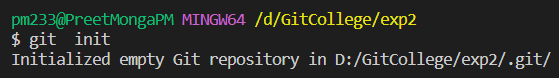 pm233@PreetMongaPM MINGW64 /d/GitCollege/exp2
$ git  init
Initialized empty Git repository in D:/GitCollege/exp2/.git/